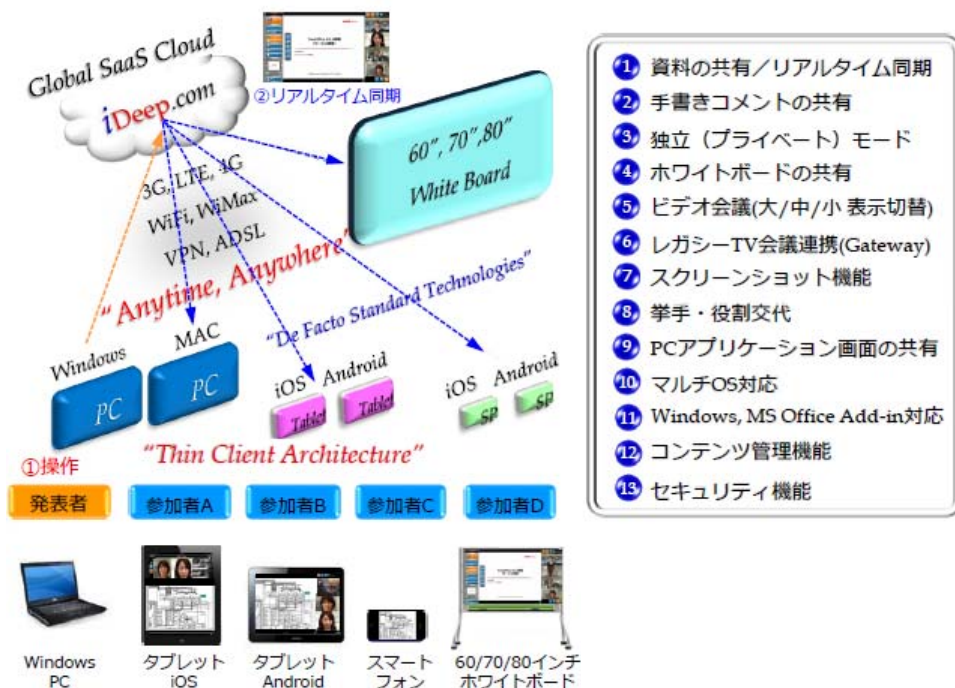 Global SaaS Cloud
iDeep.com
②リアルタイム同期
3G, LTE, 4G
WiFi, WiMax
VPN, ADSL
60”, 70”,80”
White Board
“Anytime, Anywhere”
“De Facto Standard Technologies”
Windows
MAC
PC
PC
iOS Android
Tablet
Tablet
iOS Android
SP
SP
“Thin Client Architecture”
①操作
発表者
参加者A
参加者B
参加者C
参加者D
Windows
PC
タブレット
iOS
タブレット
Android
スマート
フォン
60/70/80インチ
ホワイトボード
1 資料の共有／リアルタイム同期
2 手書きコメントの共有
3 独立（プライベート）モード
4 ホワイトボードの共有
5 ビデオ会議(大/中/小 表示切替)
6 レガシーTV会議連携(Gateway)
7 スクリーンショット機能
8 挙手・役割交代
9 PCアプリケーション画面の共有
10 マルチOS対応
11 Windows, MS Office Add-in対応
12 コンテンツ管理機能
13 セキュリティ機能